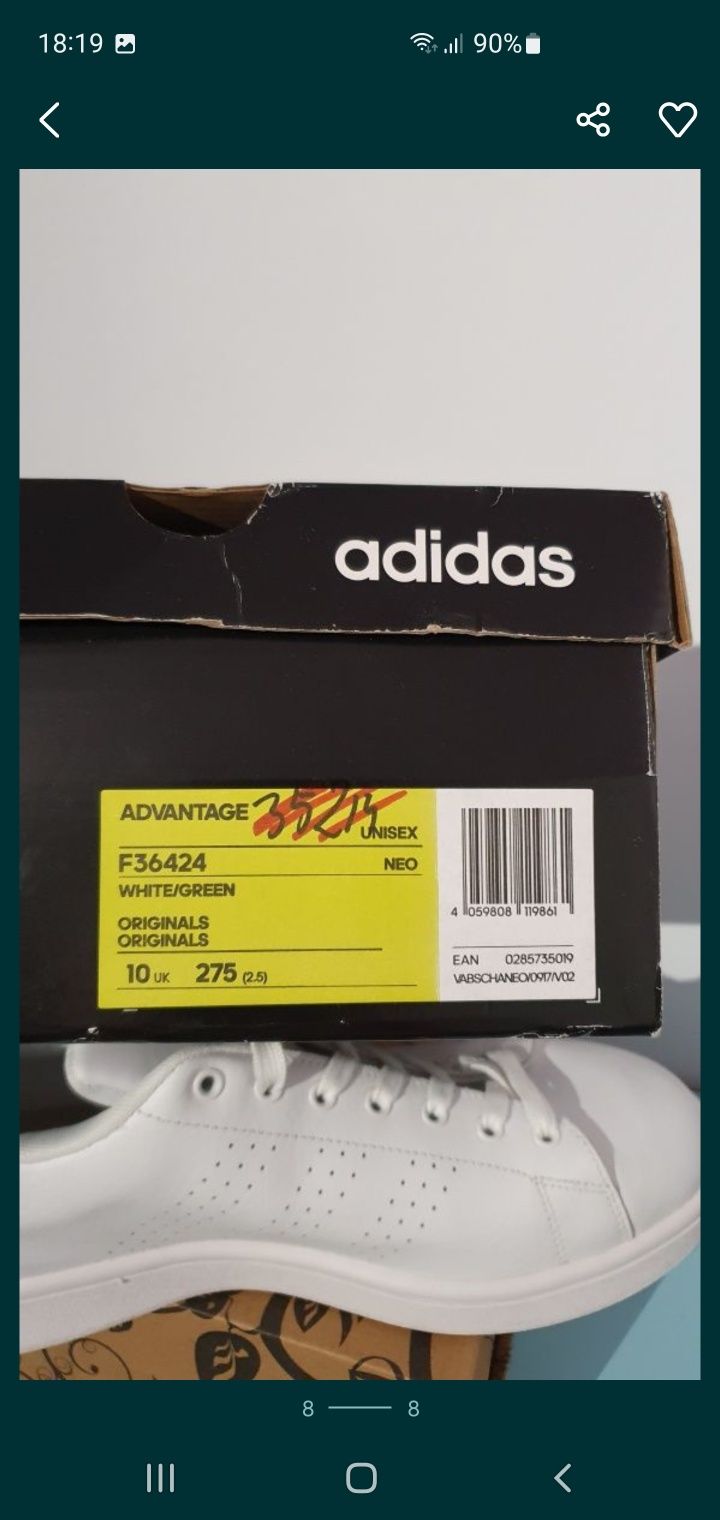 18:19
90%
adidas
ADVANTAGE
UNISEX
F36424 NEO
WHITE/GREEN
ORIGINALS
ORIGINALS
10 UK 275 (2.5)
4 059808 119861
EAN 0285735019
VABSCHANEO/0917/V02
8 8